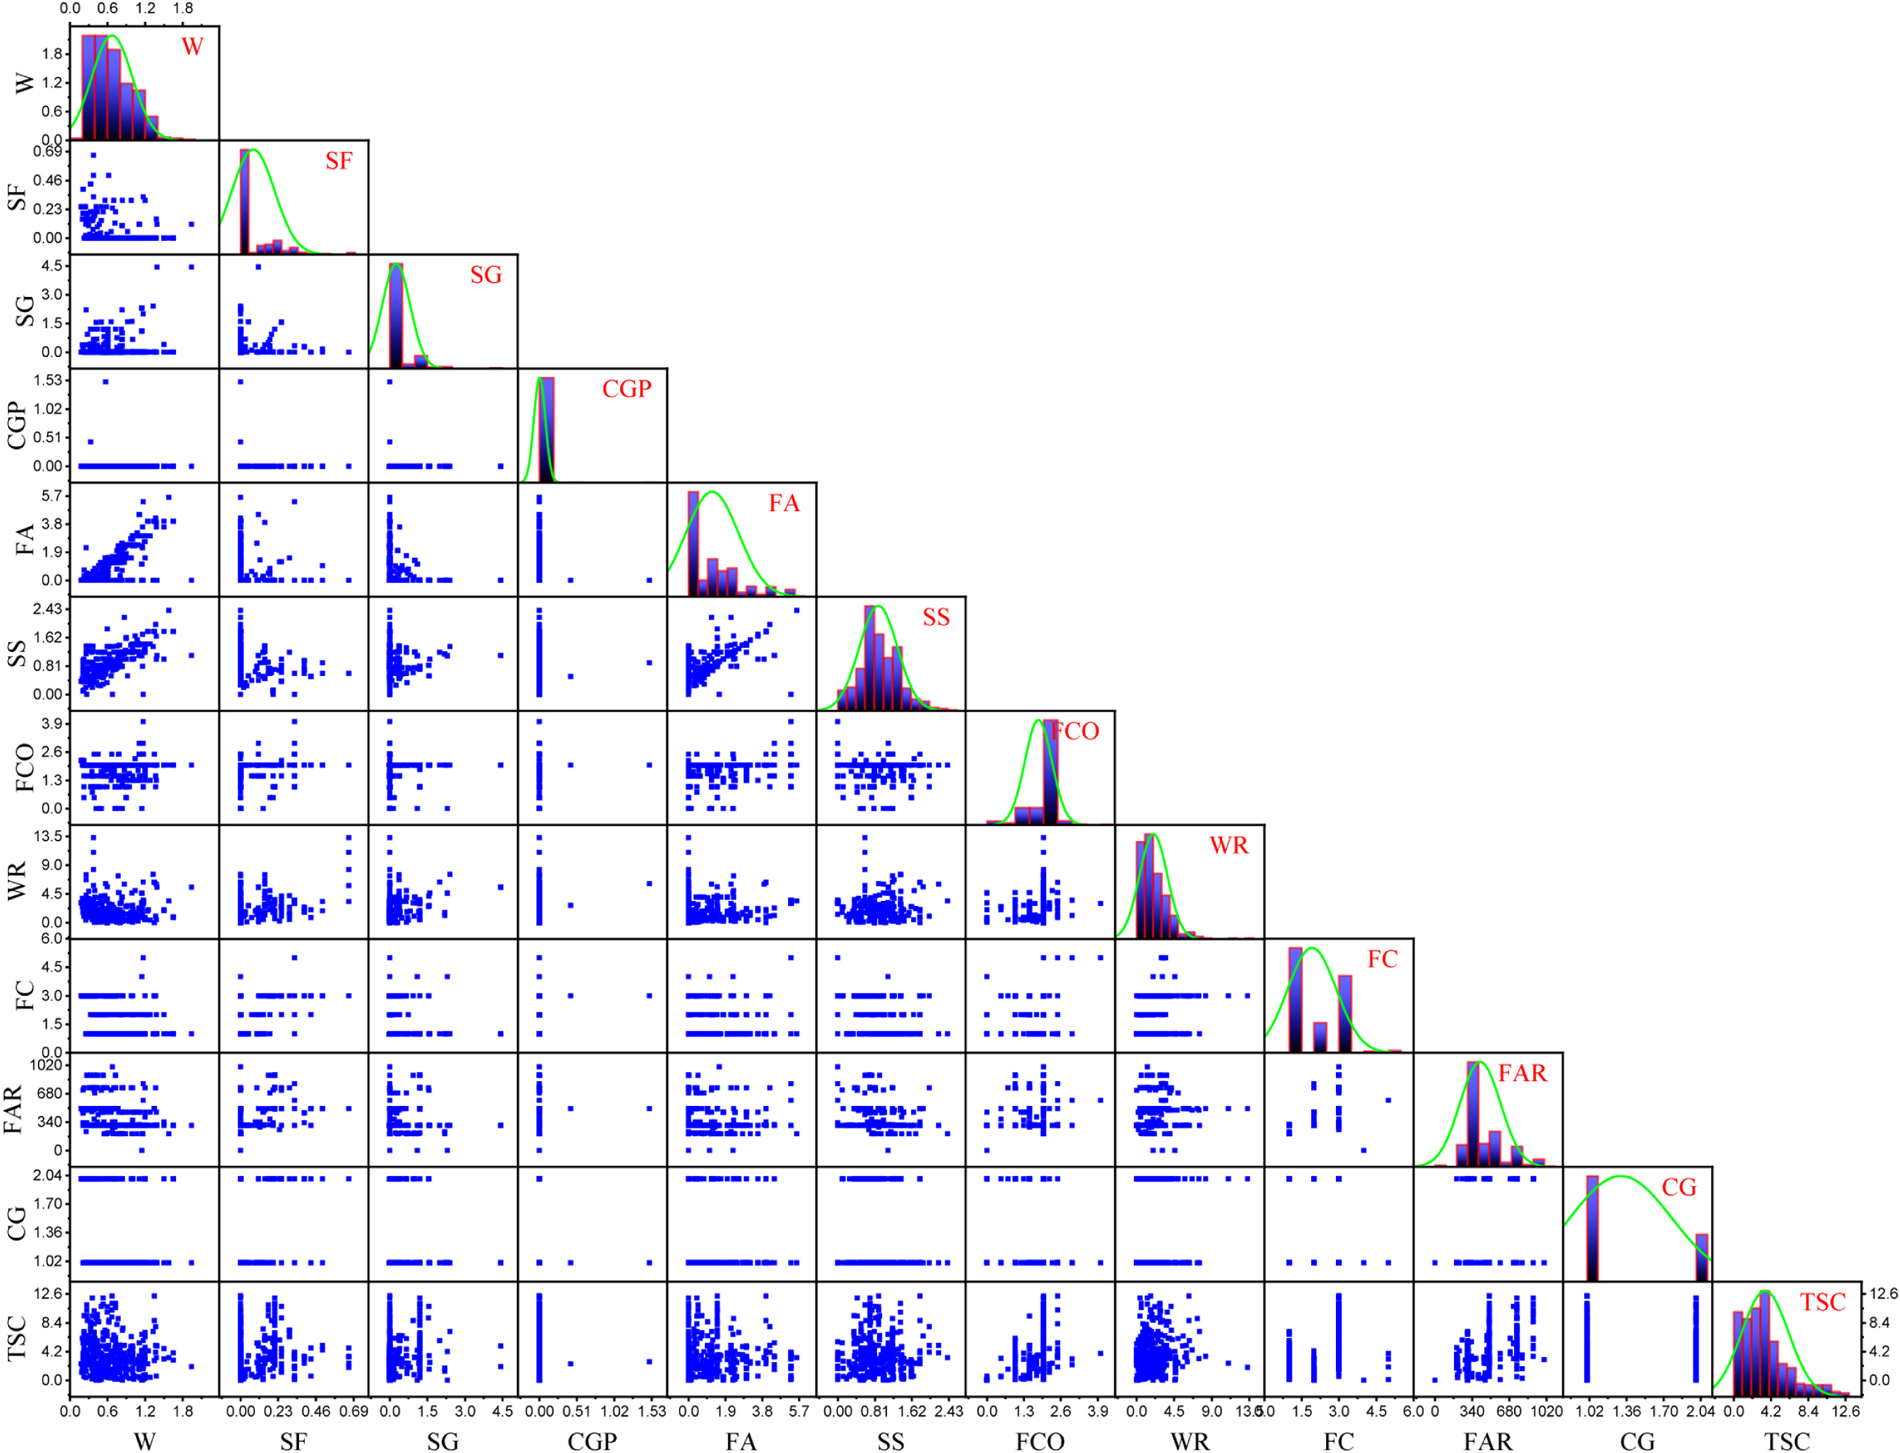 0.0 0.6 1.2 1.8
W
W 1.8 1.2 0.6 0.0
SF
SF 0.69 0.46 0.23 0.00
SG
SG 4.5 3.0 1.5 0.0
CGP
CGP 1.53 1.02 0.51 0.00
FA
FA 5.7 3.8 1.9 0.0
SS
SS 2.43 1.62 0.81 0.00
FCO
FCO 3.9 2.6 1.3 0.0
WR
WR 13.5 9.0 4.5 0.0
FC
FC 6.0 4.5 3.0 1.5 0.0
FAR
FAR 1020 680 340 0
CG
CG 2.04 1.70 1.36 1.02
TSC
TSC 12.6 8.4 4.2 0.0
12.6 8.4 4.2 0.0
0.0 0.6 1.2 1.8 0.00 0.23 0.46 0.69 0.0 1.5 3.0 4.5 0.00 0.51 1.02 1.53 0.0 1.9 3.8 5.7 0.00 0.81 1.62 2.43 0.0 1.3 2.6 3.9 0.0 4.5 9.0 13.5 0.0 1.5 3.0 4.5 6.0 0 340 680 1020 1.02 1.36 1.70 2.04 0.0 4.2 8.4 12.6
W SF SG CGP FA SS FCO WR FC FAR CG TSC